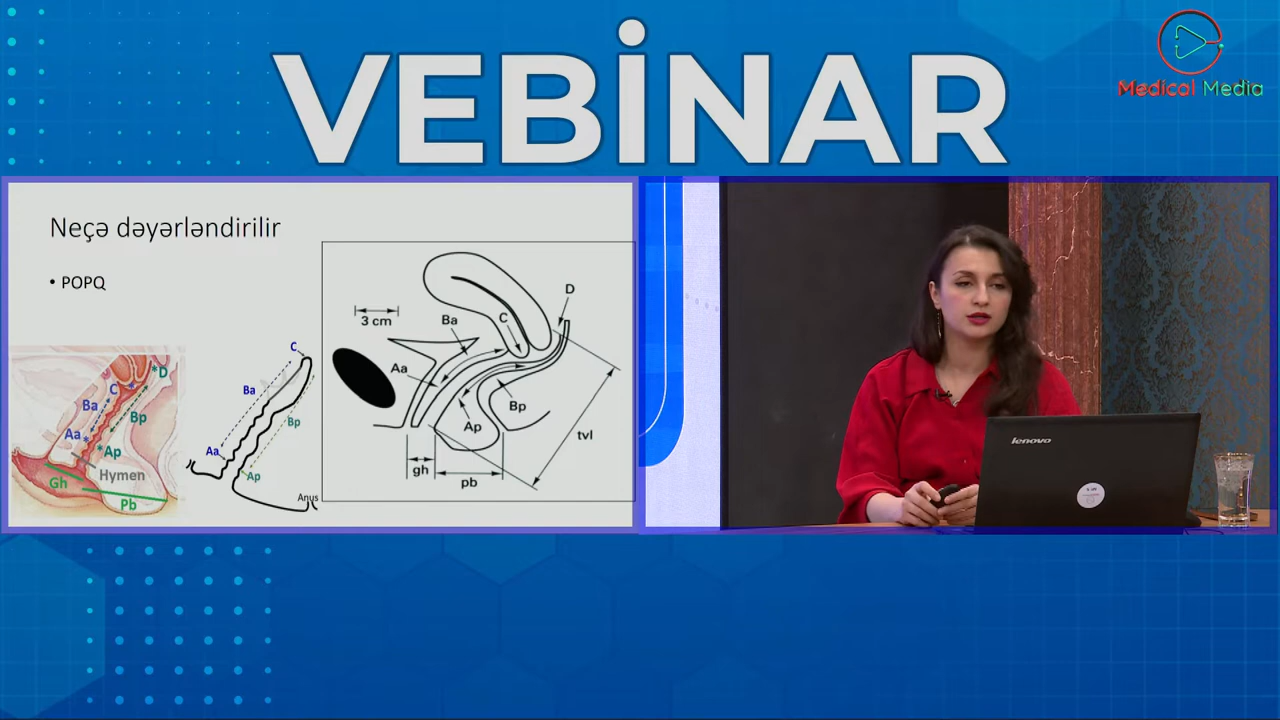 VEBİNAR
Medical Media
Neçə dəyərləndirilir
• POPQ
D
C
Ba
Bp
Aa
Ap
Hymen
Gh
Pb
C
Ba
Bp
Aa
Ap
Anus
D
3 cm
Ba
C
Aa
Bp
Ap
tvl
gh
pb
lenovo